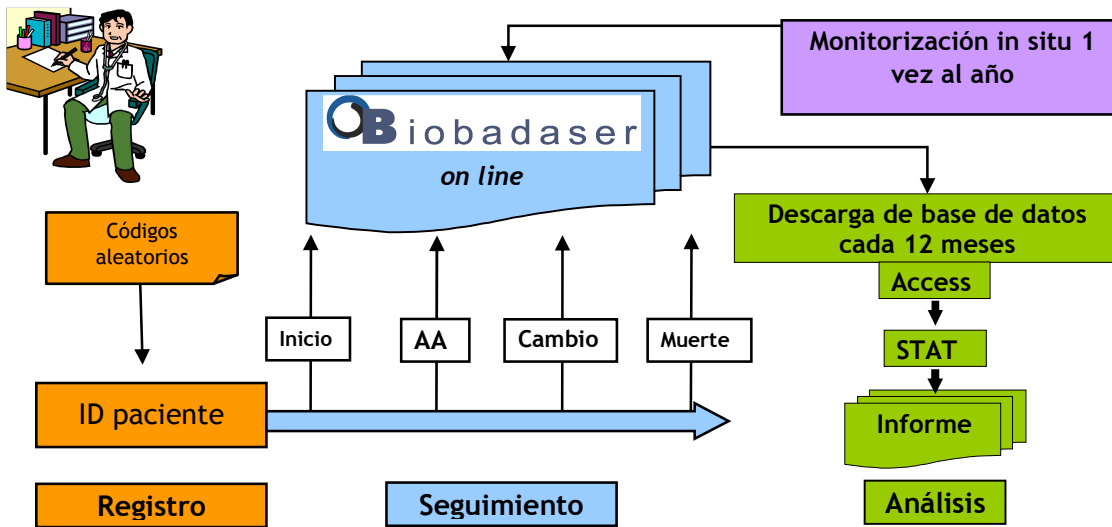 Monitorización in situ 1
vez al año
Biobadaser
on line
Códigos
aleatorios
Descarga de base de datos
cada 12 meses
Access
Inicio
AA
Cambio
Muerte
STAT
ID paciente
Informe
Registro
Seguimiento
Análisis